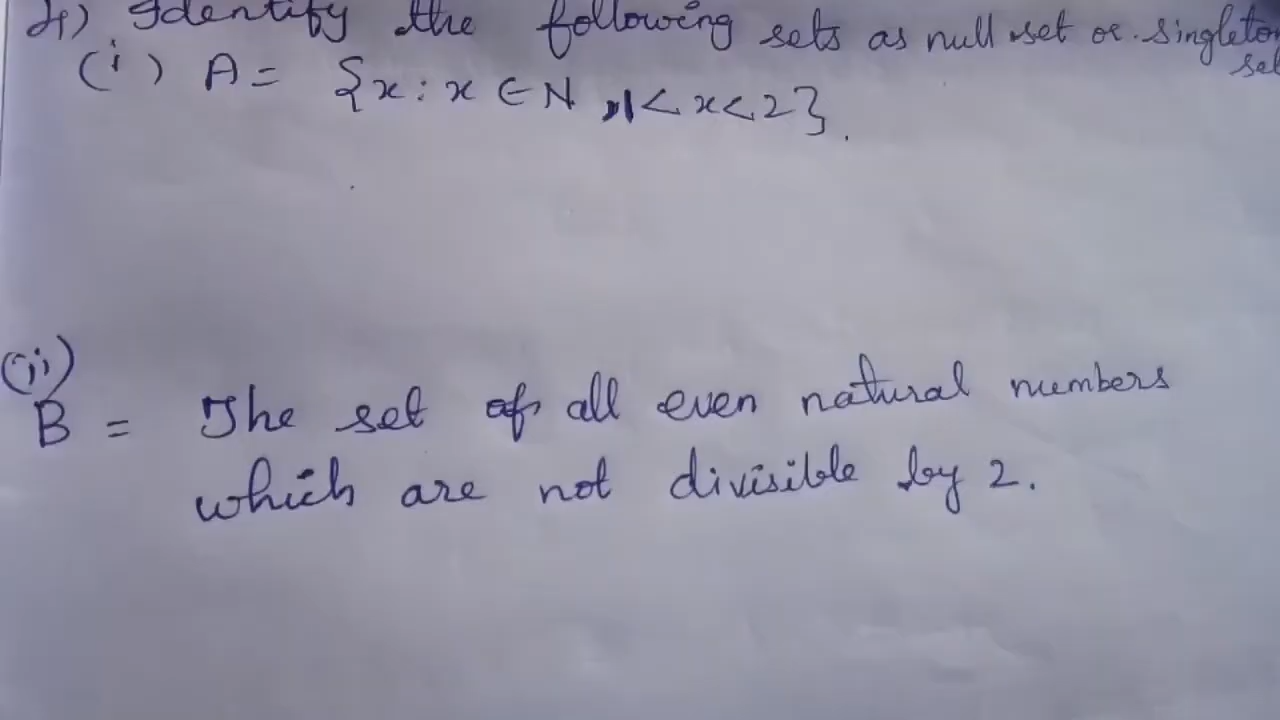 4) Identify the following sets as null set or singleton
set
(i) A = {x : x ∈ N, 1 < x < 2}.
(ii)
B = The set of all even natural numbers
which are not divisible by 2.